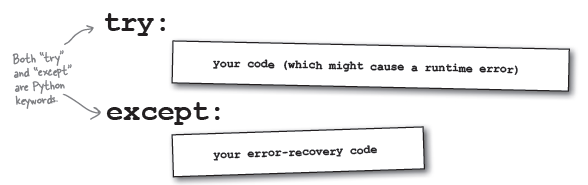 try:
Both "try"
and "except"
are Python
keywords.
your code (which might cause a runtime error)
except:
your error-recovery code